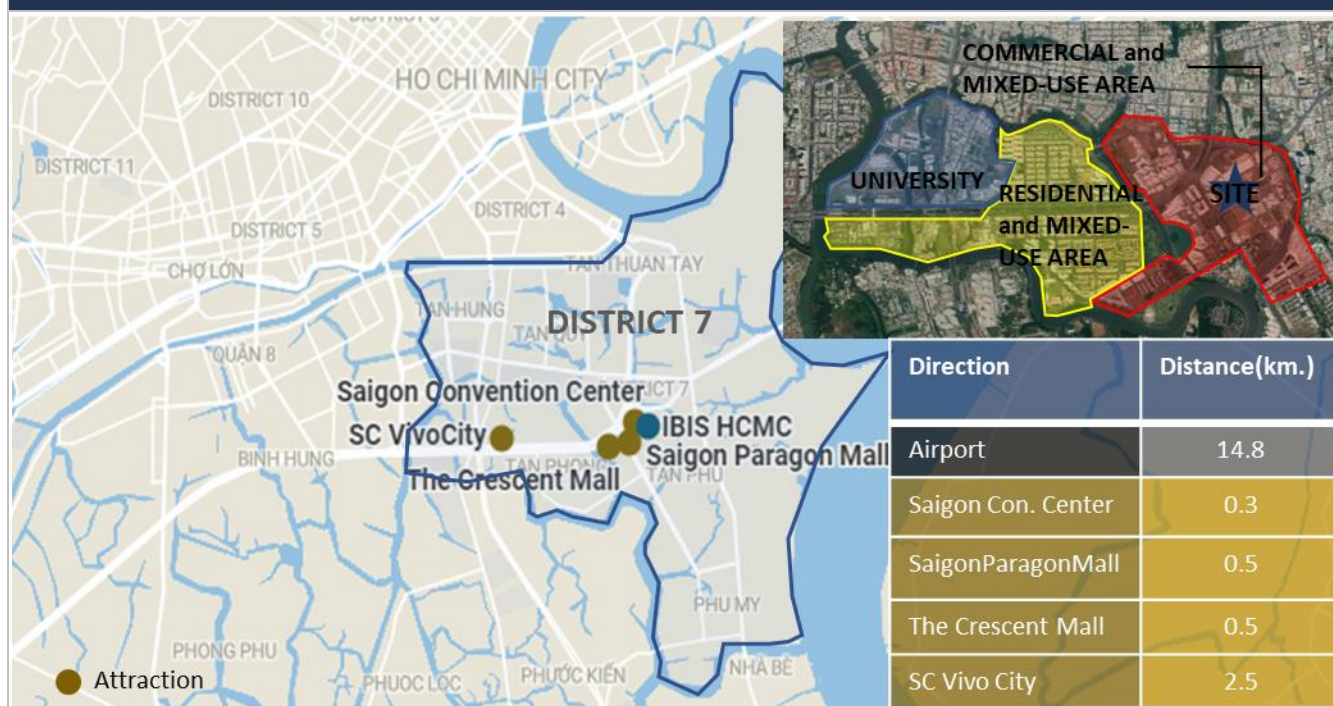 DISTRICT 3
HO CHI MINH CITY
DISTRICT 10
DISTRICT 11
DISTRICT 4
DISTRICT 5
CHỢ LỚN
TAN THUAN TAY
TAN HUNG
DISTRICT 7
TAN QUY
QUẬN 8
DISTRICT 7
Saigon Convention Center
SC VivoCity
IBIS HCMC
BINH HUNG
Saigon Paragon Mall
TAN PHONG
The Crescent Mall
TAN PHU
PHU MY
PHONG PHU
PHƯỚC KIỂN
NHÀ BÈ
PHUOC LOC
Attraction
COMMERCIAL and
MIXED-USE AREA
UNIVERSITY
RESIDENTIAL
and MIXED-
USE AREA
SITE
Direction Distance(km.)
Airport 14.8
Saigon Con. Center 0.3
SaigonParagonMall 0.5
The Crescent Mall 0.5
SC Vivo City 2.5